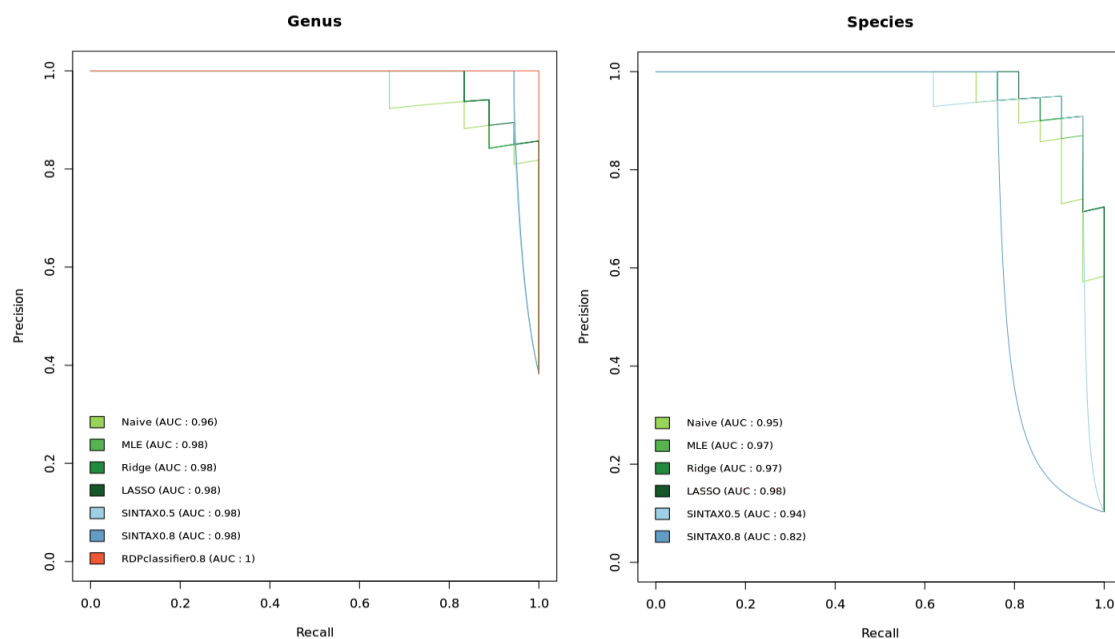 Genus
Precision
1.0
0.8
0.6
0.4
0.2
0.0
Naive (AUC : 0.96)
MLE (AUC : 0.98)
Ridge (AUC : 0.98)
LASSO (AUC : 0.98)
SINTAX0.5 (AUC : 0.98)
SINTAX0.8 (AUC : 0.98)
RDPclassifier0.8 (AUC : 1)
0.0 0.2 0.4 0.6 0.8 1.0
Recall
Species
Precision
1.0
0.8
0.6
0.4
0.2
0.0
Naive (AUC : 0.95)
MLE (AUC : 0.97)
Ridge (AUC : 0.97)
LASSO (AUC : 0.98)
SINTAX0.5 (AUC : 0.94)
SINTAX0.8 (AUC : 0.82)
0.0 0.2 0.4 0.6 0.8 1.0
Recall